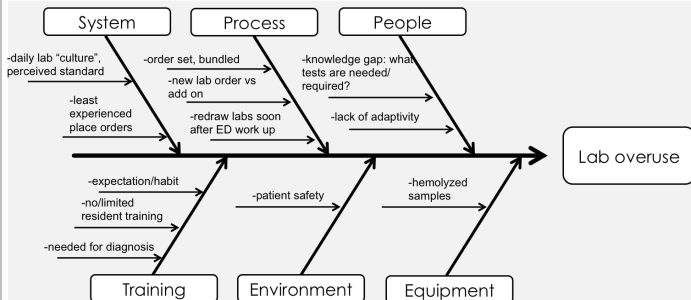 System
Process
People
-daily lab “culture”,
perceived standard
-least
experienced
place orders
-order set, bundled
-new lab order vs
add on
-redraw labs soon
after ED work up
-knowledge gap: what
tests are needed/
required?
-lack of adaptivity
Lab overuse
-expectation/habit
-no/limited
resident training
-needed for diagnosis
-patient safety
-hemolyzed
samples
Training
Environment
Equipment